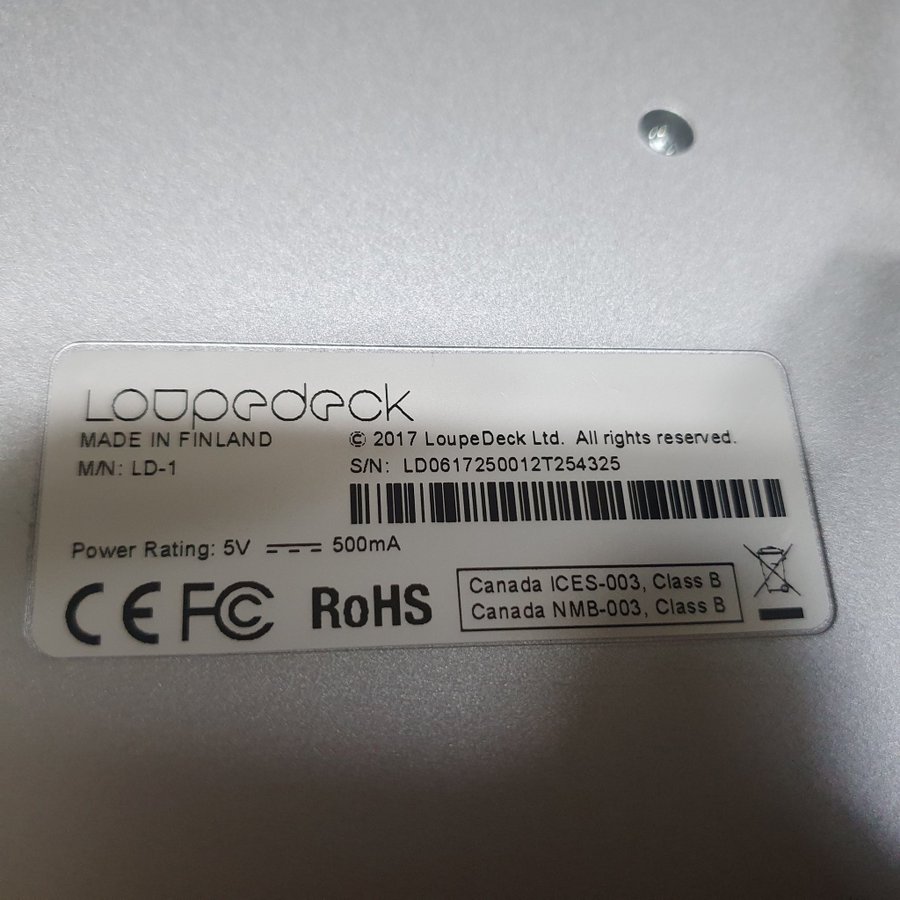 Loupedeck
MADE IN FINLAND
© 2017 LoupeDeck Ltd. All rights reserved.
M/N: LD-1
S/N: LD0617250012T254325
Power Rating: 5V ⎓ 500mA
CE FC RoHS
Canada ICES-003, Class B
Canada NMB-003, Class B